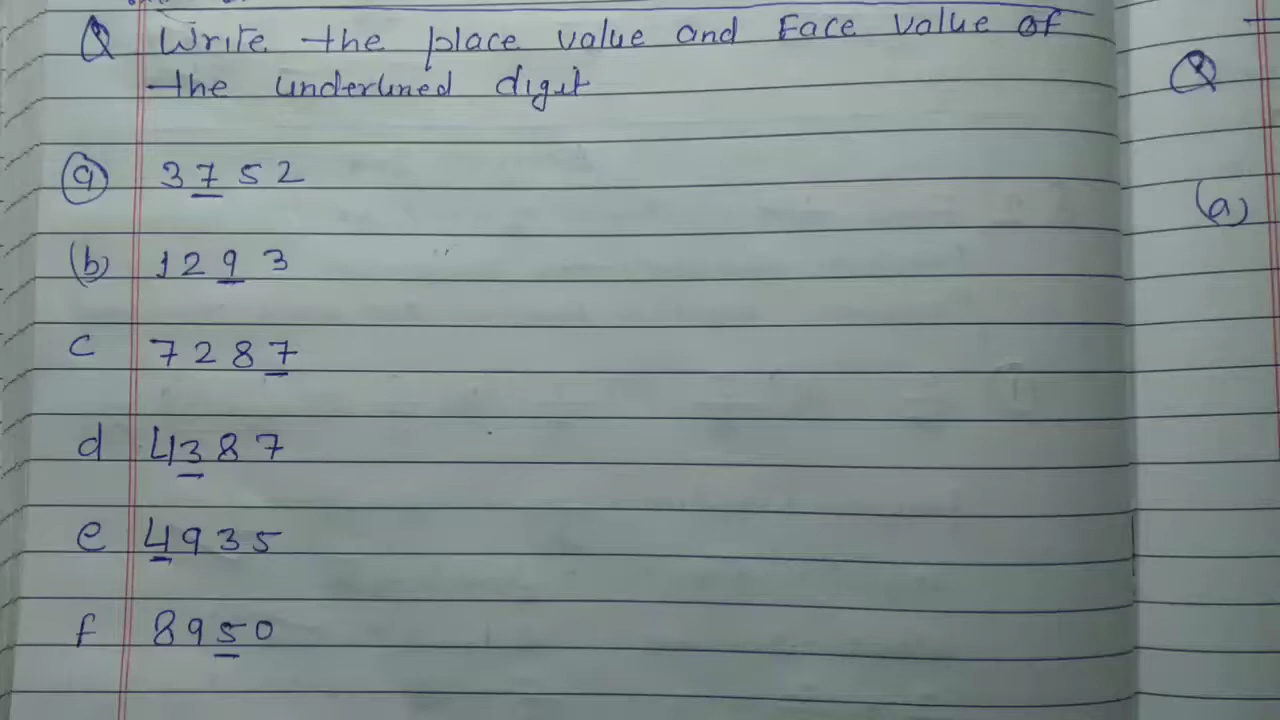 Q Write the place value and Face value of
the underlined digit
(a) 3752
(b) 1293
c 7287
d 4387
e 4935
f 8950
Q
(a)